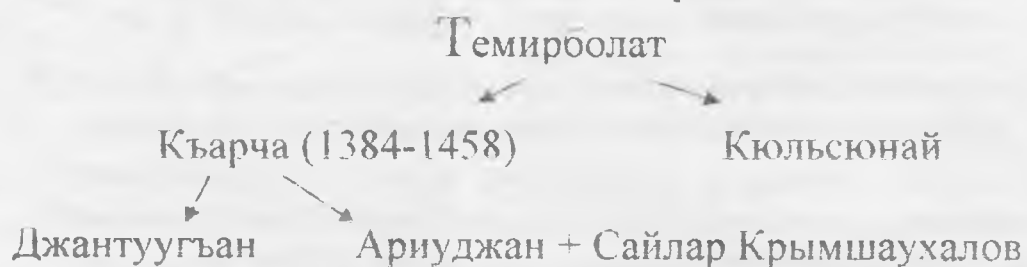 Темирболат
Къарча (1384-1458) Кюльсюнай
Джантуугъан Ариуджан + Сайлар Крымшаухалов